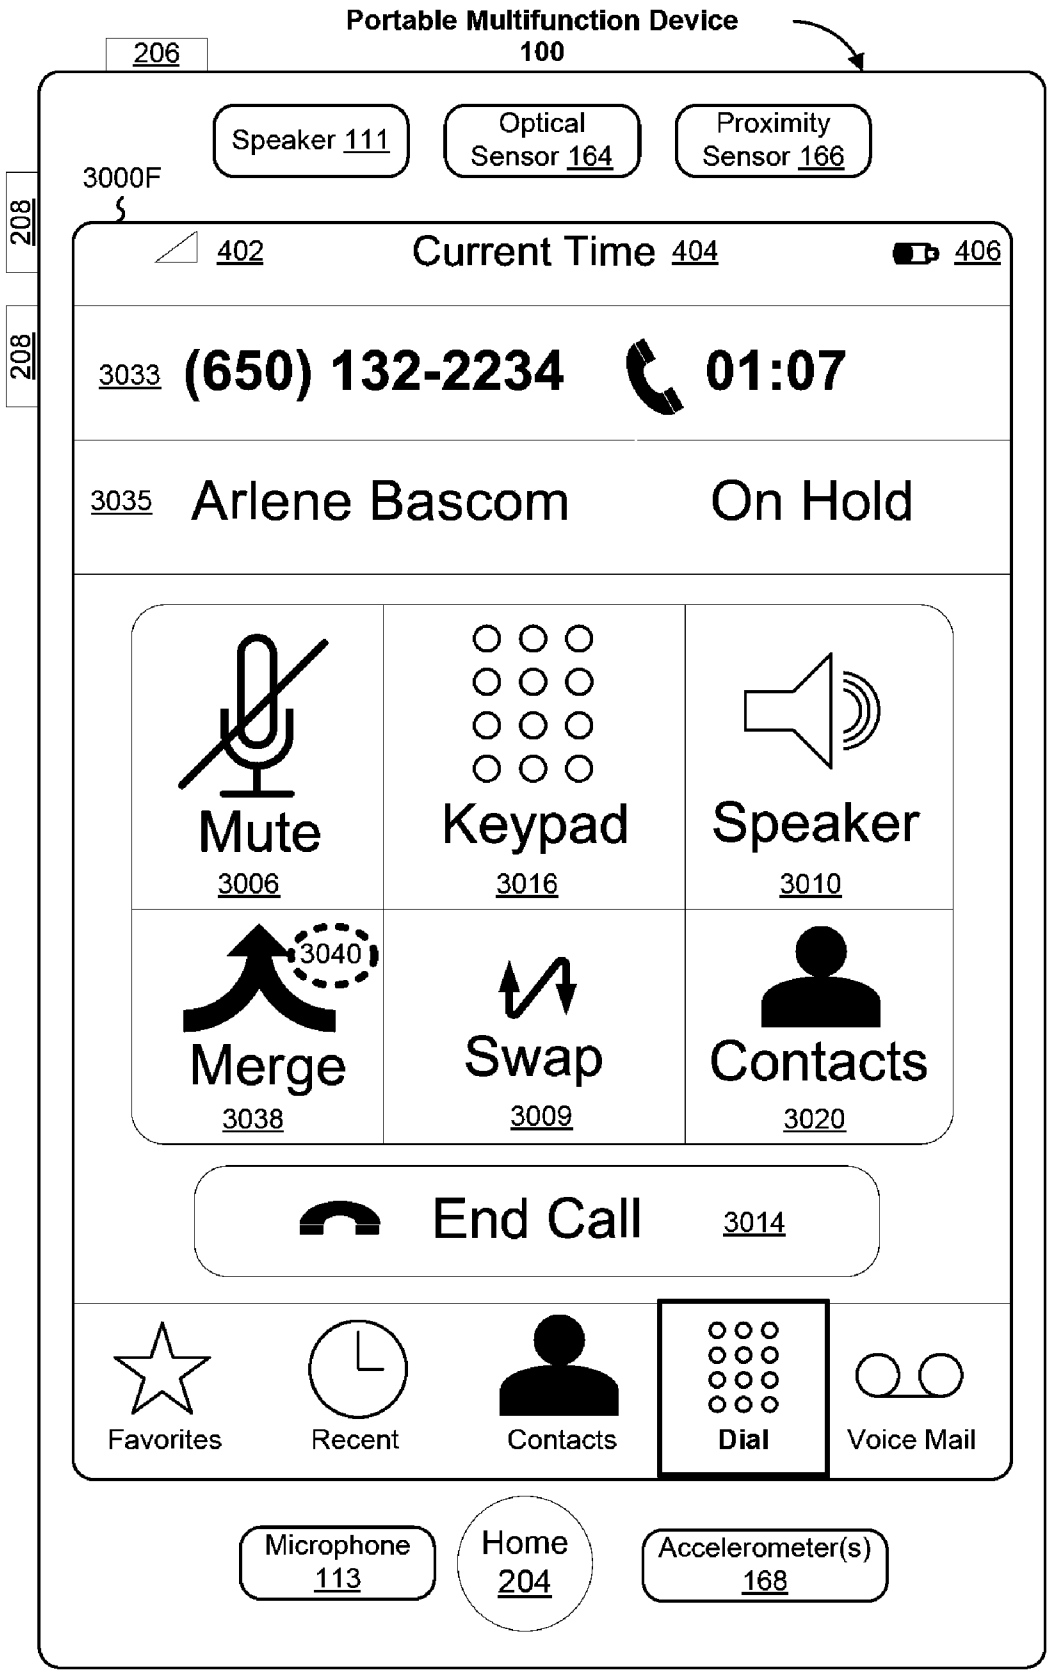 Portable Multifunction Device
100
206
Speaker 111
Optical
Sensor 164
Proximity
Sensor 166
3000F
208
208
402
Current Time 404
406
3033 (650) 132-2234 01:07
3035 Arlene Bascom On Hold
Mute
3006
Keypad
3016
Speaker
3010
3040
Merge
3038
Swap
3009
Contacts
3020
End Call 3014
Favorites
Recent
Contacts
Dial
Voice Mail
Microphone
113
Home
204
Accelerometer(s)
168